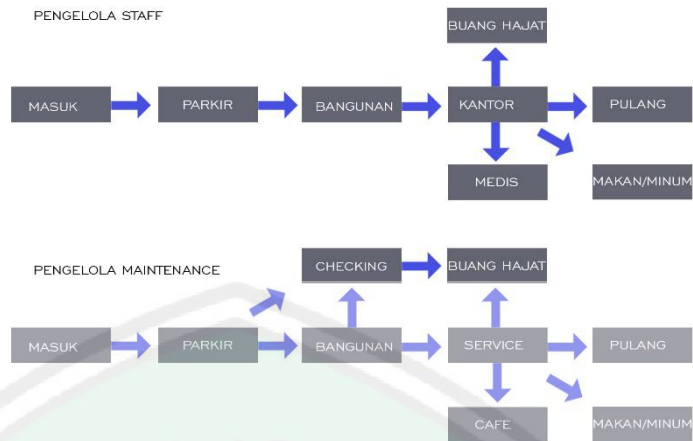 PENGELOLA STAFF
BUANG HAJAT
MASUK
PARKIR
BANGUNAN
KANTOR
PULANG
MEDIS
MAKAN/MINUM
PENGELOLA MAINTENANCE
CHECKING
BUANG HAJAT
MASUK
PARKIR
BANGUNAN
SERVICE
PULANG
CAFE
MAKAN/MINUM